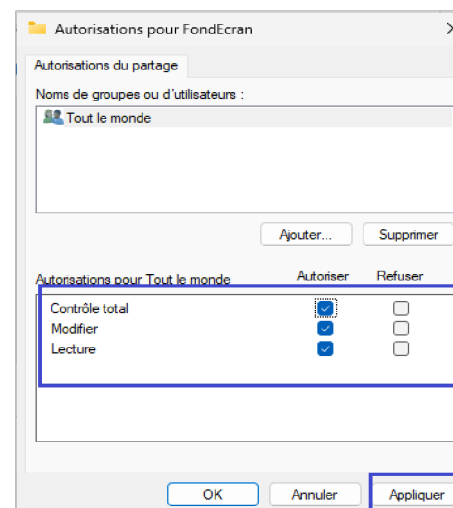 Autorisations pour FondEcran
Autorisations du partage
Noms de groupes ou d'utilisateurs :
Tout le monde
Ajouter... Supprimer
Autorisations pour Tout le monde Autoriser Refuser
Contrôle total
Modifier
Lecture
OK Annuler Appliquer